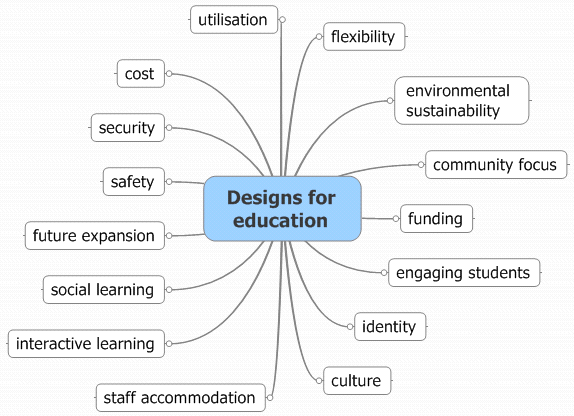 utilisation
flexibility
cost
environmental
sustainability
security
community focus
safety
Designs for
education
funding
future expansion
engaging students
social learning
identity
interactive learning
culture
staff accommodation